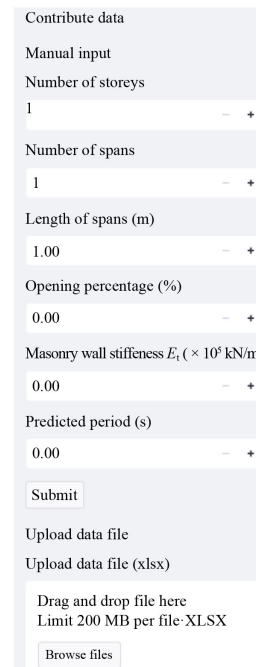 Contribute data
Manual input
Number of storeys
1
− +
Number of spans
1
− +
Length of spans (m)
1.00
− +
Opening percentage (%)
0.00
− +
Masonry wall stiffeness Eₜ ( × 10⁵ kN/m
0.00
− +
Predicted period (s)
0.00
− +
Submit
Upload data file
Upload data file (xlsx)
Drag and drop file here
Limit 200 MB per file·XLSX
Browse files